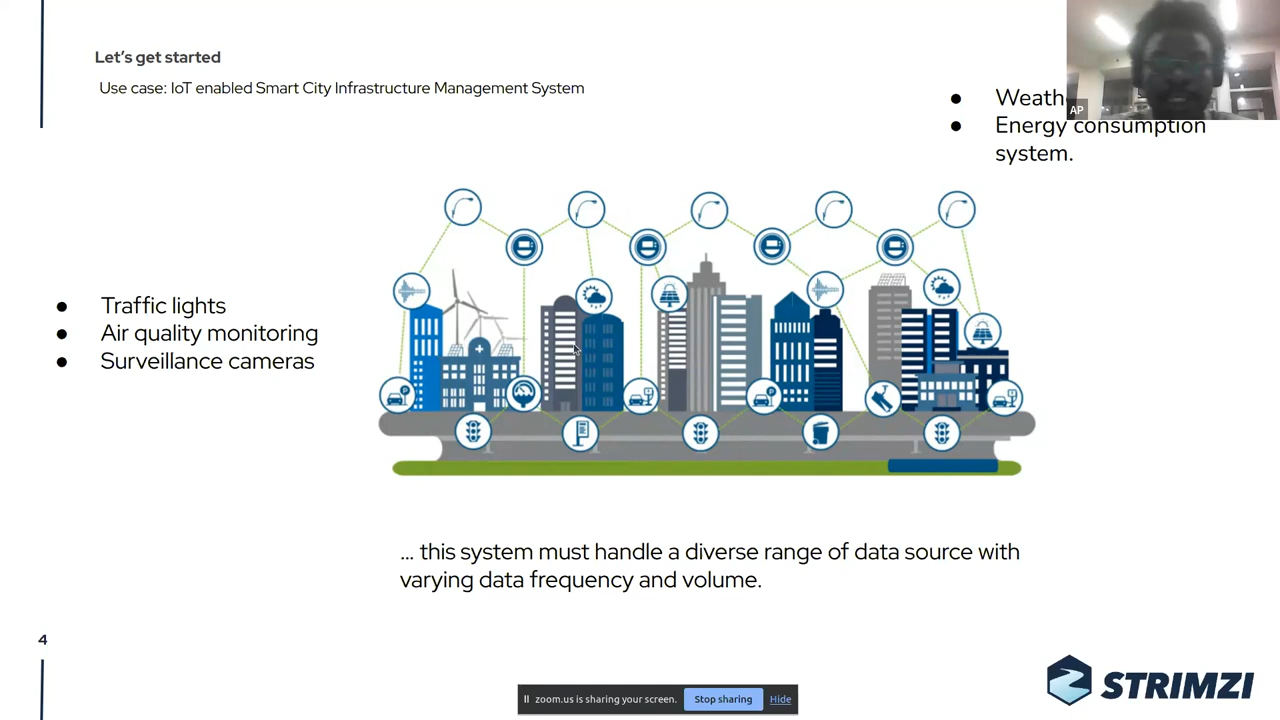 Let's get started
Use case: IoT enabled Smart City Infrastructure Management System
● Energy consumption
system.
AP
● Traffic lights
● Air quality monitoring
● Surveillance cameras
... this system must handle a diverse range of data source with
varying data frequency and volume.
4
STRIMZI
zoom.us is sharing your screen. Stop sharing Hide